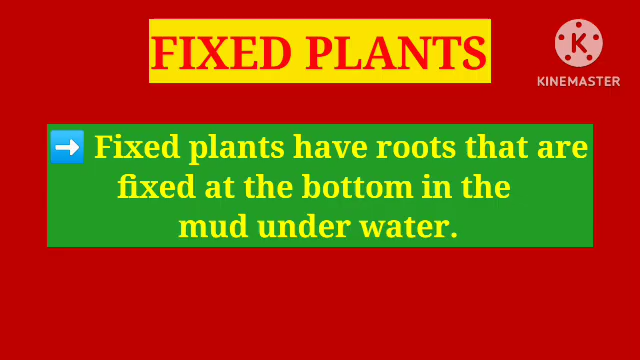 FIXED PLANTS
KINEMASTER
➡️ Fixed plants have roots that are
fixed at the bottom in the
mud under water.